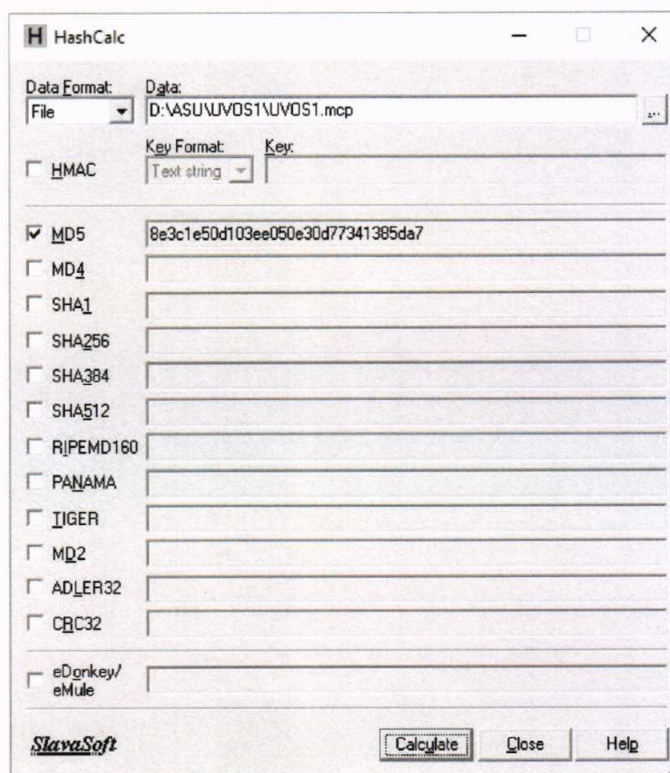 H HashCalc
Data Format: Data:
File D:\ASU\UVOS1\UVOS1.mcp ...
Key Format: Key:
HMAC Text string
MD5 8e3c1e50d103ee050e30d77341385da7
MD4
SHA1
SHA256
SHA384
SHA512
RIPEMD160
PANAMA
TIGER
MD2
ADLER32
CRC32
eDonkey/
eMule
SlavaSoft Calculate Close Help